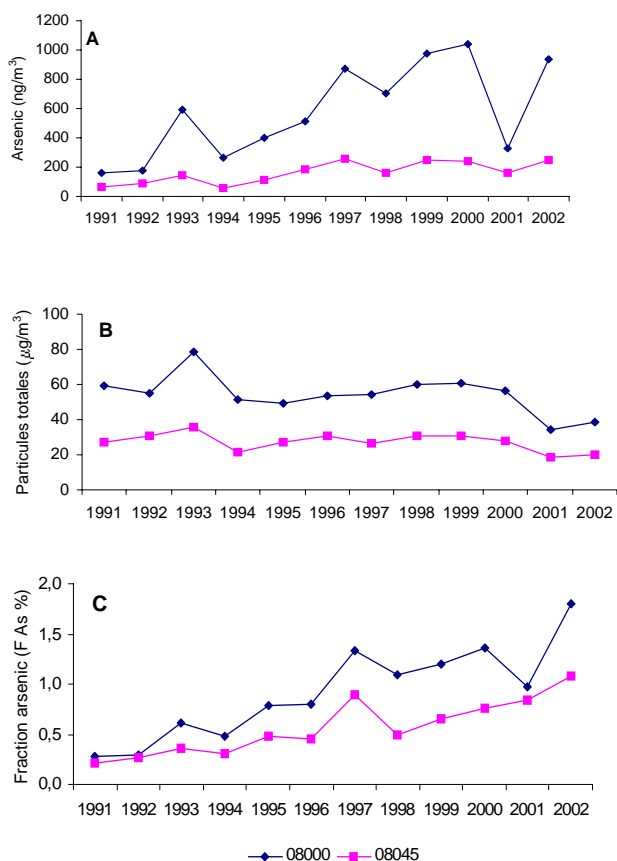 A
Arsenic (ng/m³)
1200
1000
800
600
400
200
0
1991 1992 1993 1994 1995 1996 1997 1998 1999 2000 2001 2002
B
Particules totales (µg/m³)
100
80
60
40
20
0
1991 1992 1993 1994 1995 1996 1997 1998 1999 2000 2001 2002
C
Fraction arsenic (F As %)
2,0
1,5
1,0
0,5
0,0
1991 1992 1993 1994 1995 1996 1997 1998 1999 2000 2001 2002
08000 08045